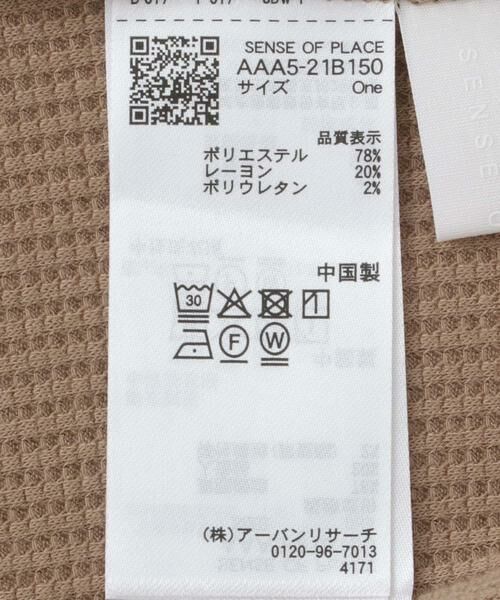 SENSE OF PLACE
AAA5-21B150
サイズ One
品質表示
ポリエステル 78%
レーヨン 20%
ポリウレタン 2%
中国製
30
F W
(株)アーバンリサーチ
0120-96-7013
4171
SENSE O